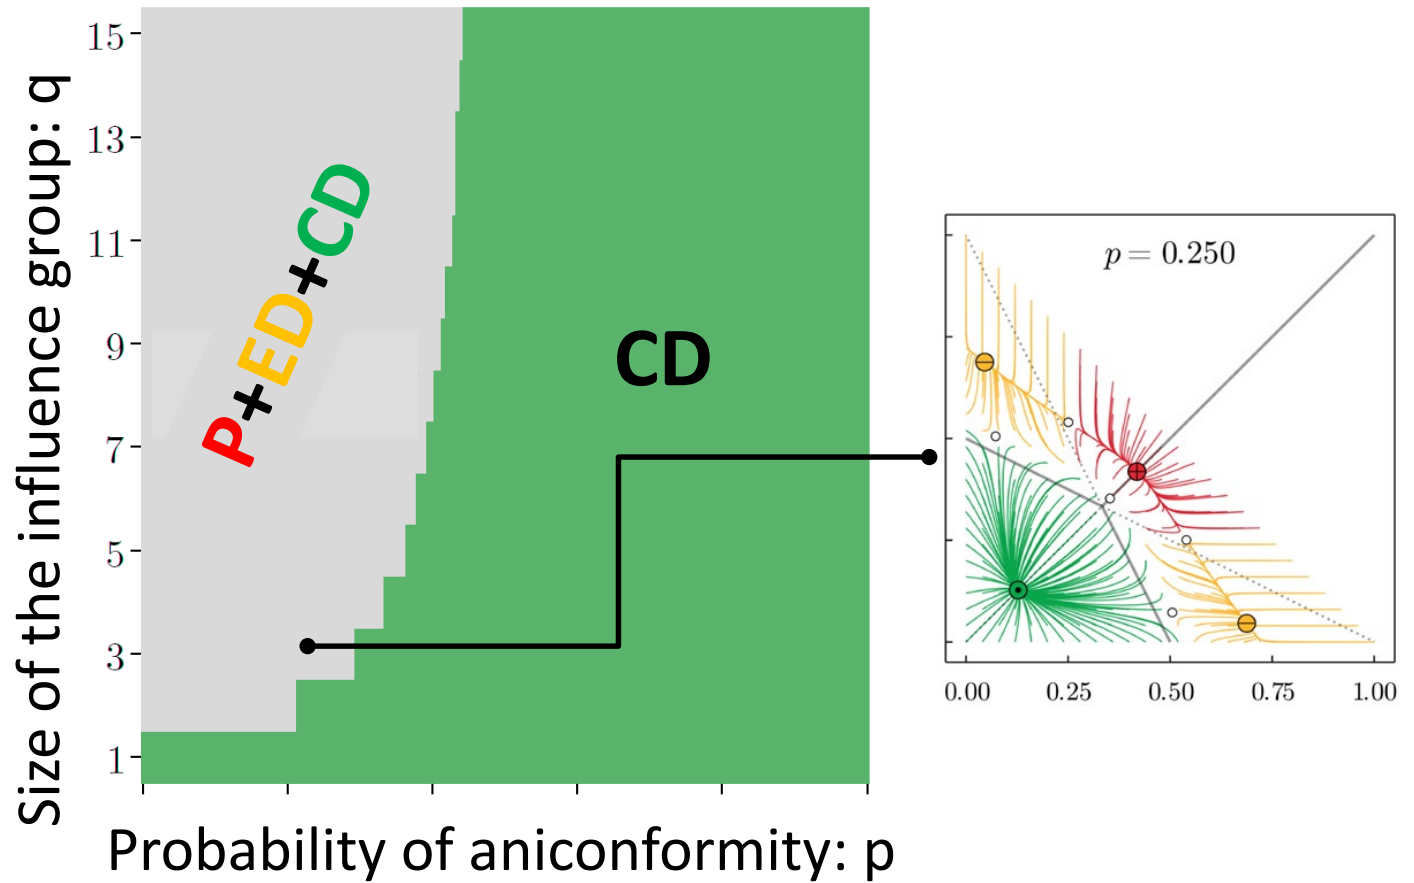 Size of the influence group: q
15
13
11
9
7
5
3
1
P+ED+CD
CD
Probability of aniconformity: p
p = 0.250
0.00 0.25 0.50 0.75 1.00